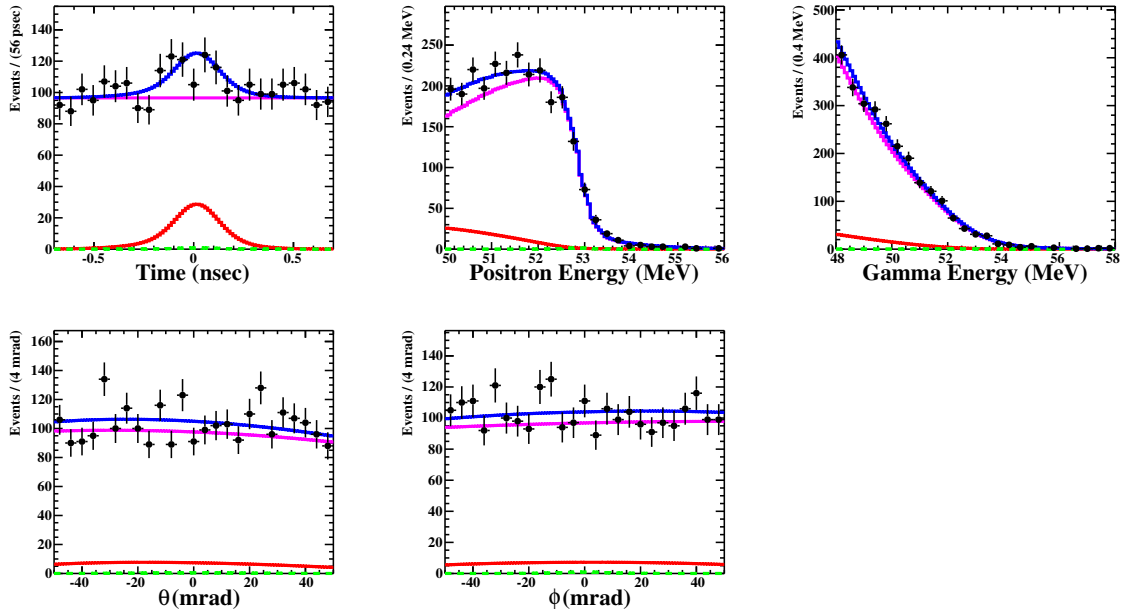 Events / (56 psec)
140
120
100
80
60
40
20
0
-0.5 0 0.5
Time (nsec)
Events / (0.24 MeV)
250
200
150
100
50
0
50 51 52 53 54 55 56
Positron Energy (MeV)
Events / (0.4 MeV)
500
400
300
200
100
0
48 50 52 54 56 58
Gamma Energy (MeV)
Events / (4 mrad)
160
140
120
100
80
60
40
20
0
-40 -20 0 20 40
θ (mrad)
Events / (4 mrad)
140
120
100
80
60
40
20
0
-40 -20 0 20 40
ϕ (mrad)